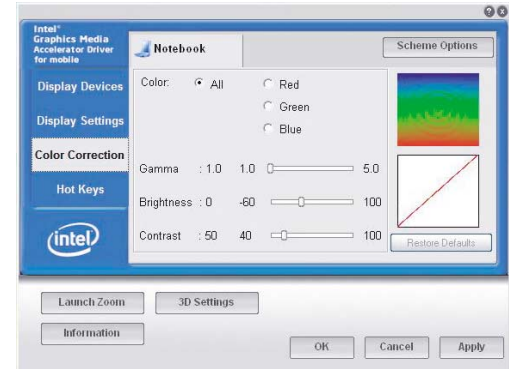 Intel®
Graphics Media
Accelerator Driver
for mobile
Notebook
Scheme Options
Display Devices
Display Settings
Color Correction
Hot Keys
intel
Color: All Red
Green
Blue
Gamma : 1.0 1.0 5.0
Brightness : 0 -60 100
Contrast : 50 40 100
Restore Defaults
Launch Zoom 3D Settings
Information
OK Cancel Apply